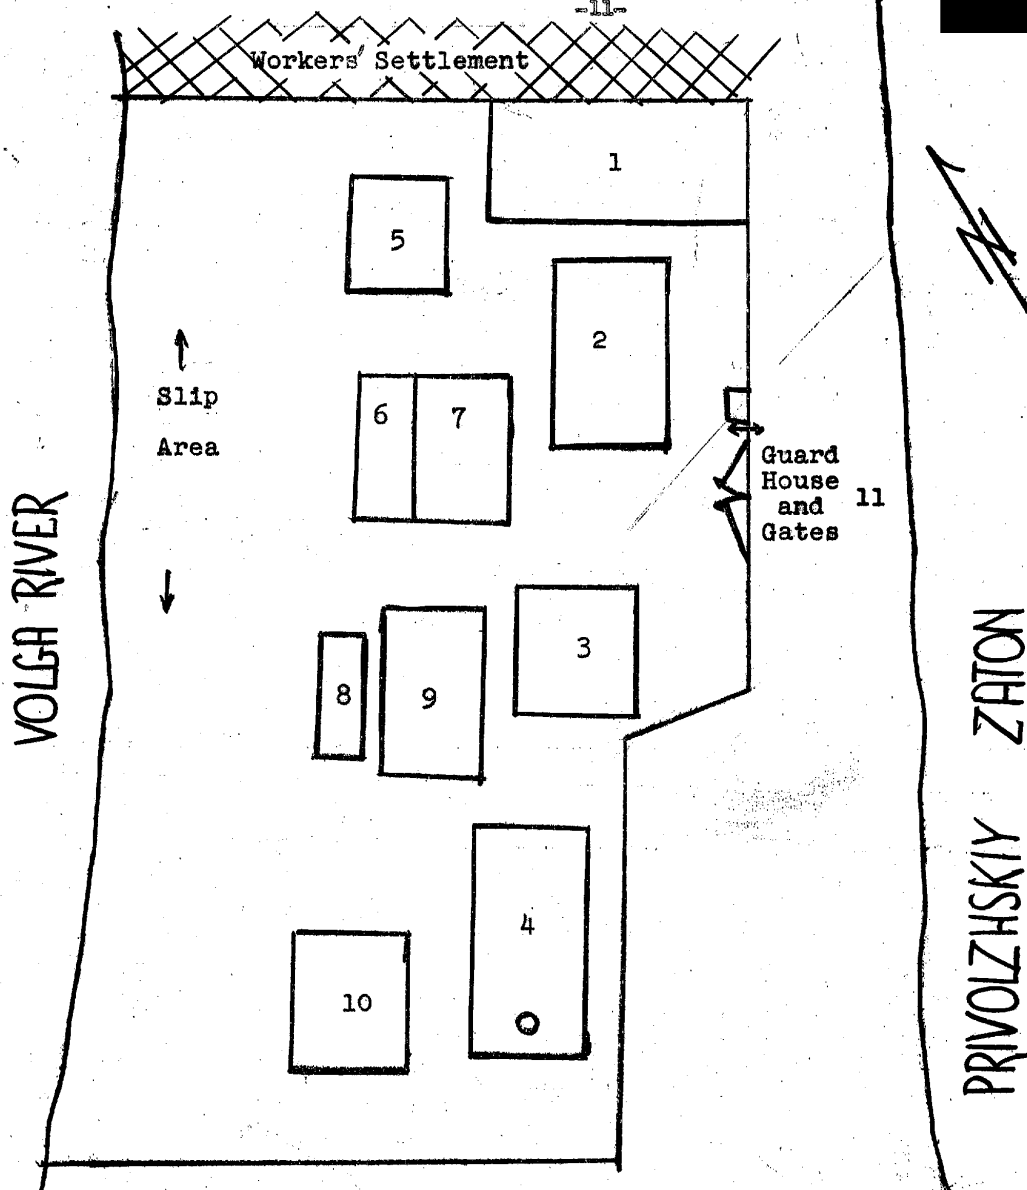 -11-
Workers' Settlement
1
5
2
Slip
Area
6
7
Guard
House
and
Gates
11
VOLGA RIVER
3
8
9
4
10
PRIVOLZHSKIY ZATON
N